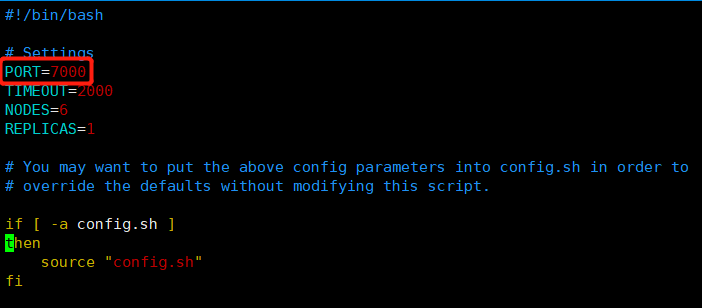 #!/bin/bash
# Settings
PORT=7000
TIMEOUT=2000
NODES=6
REPLICAS=1
# You may want to put the above config parameters into config.sh in order to
# override the defaults without modifying this script.
if [ -a config.sh ]
then
    source "config.sh"
fi